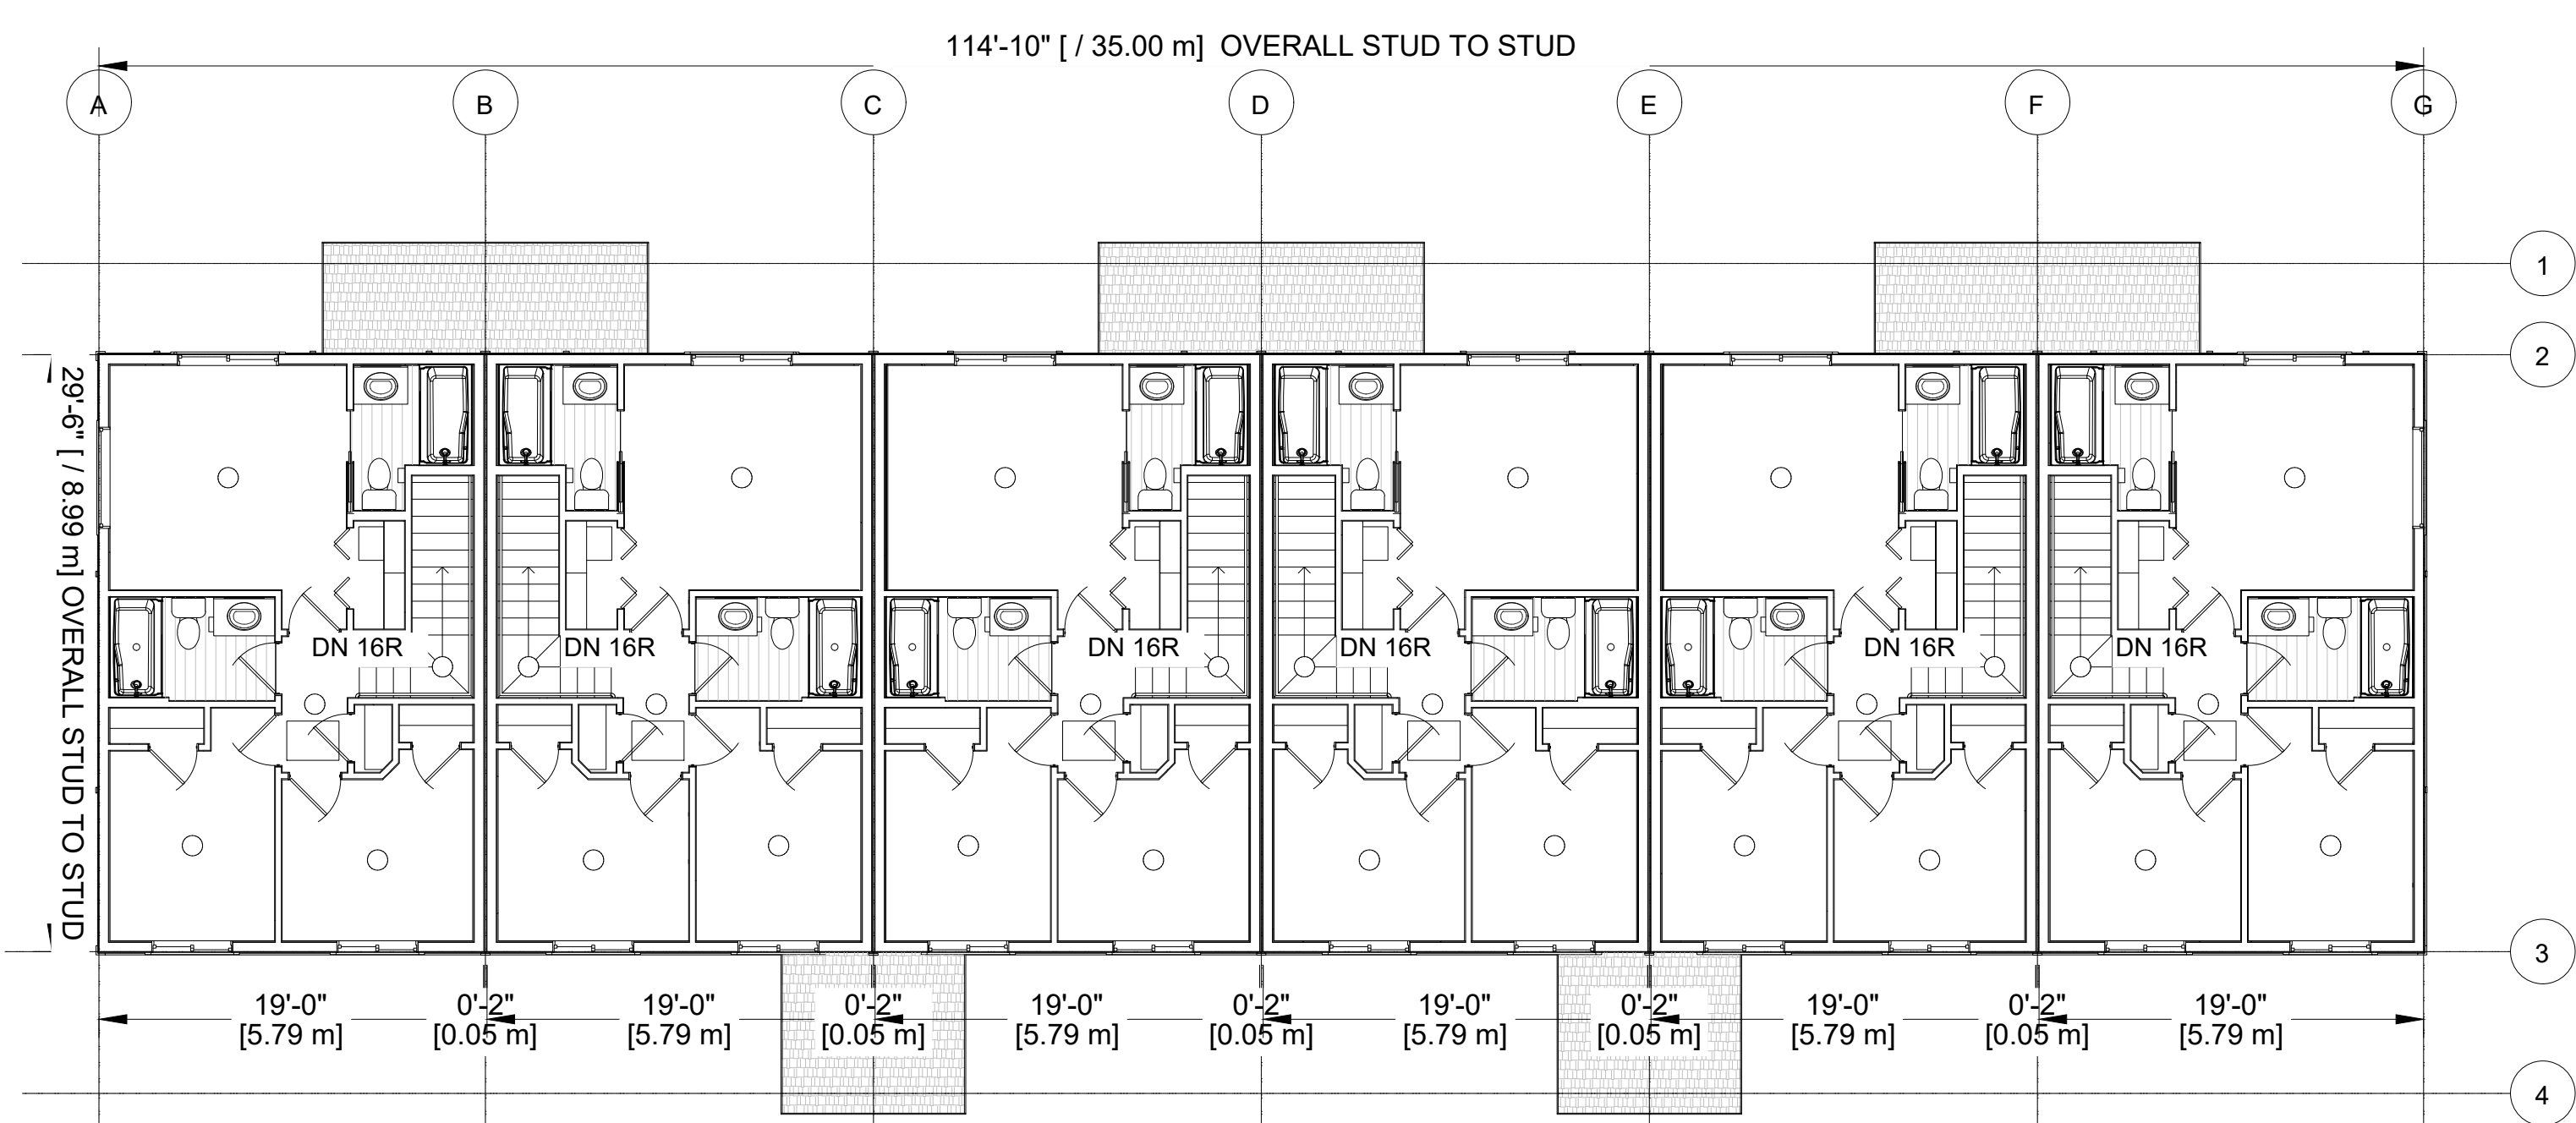 114'-10" [ / 35.00 m]  OVERALL STUD TO STUD
A
B
C
D
E
F
G
1
2
29'-6" [ / 8.99 m] OVERALL STUD TO STUD
DN 16R
DN 16R
DN 16R
DN 16R
DN 16R
DN 16R
3
19'-0"
[5.79 m]
0'-2"
[0.05 m]
19'-0"
[5.79 m]
0'-2"
[0.05 m]
19'-0"
[5.79 m]
0'-2"
[0.05 m]
19'-0"
[5.79 m]
0'-2"
[0.05 m]
19'-0"
[5.79 m]
0'-2"
[0.05 m]
19'-0"
[5.79 m]
4